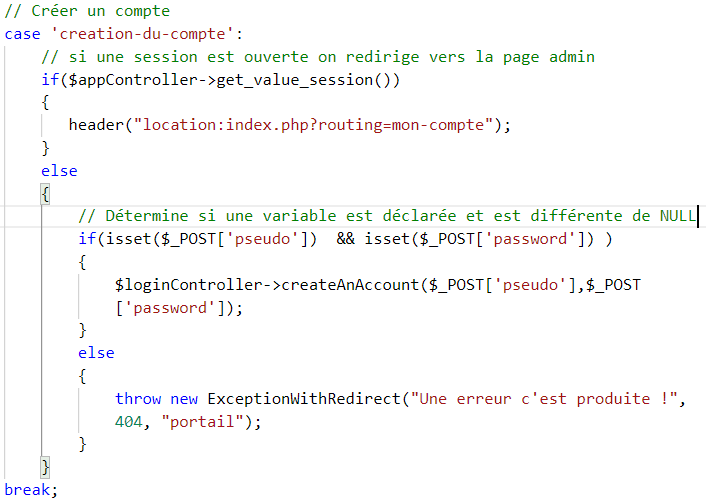 // Créer un compte
case 'creation-du-compte':
// si une session est ouverte on redirige vers la page admin
if($appController->get_value_session())
{
header("location:index.php?routing=mon-compte");
}
else
{
// Détermine si une variable est déclarée et est différente de NULL
if(isset($_POST['pseudo'])  && isset($_POST['password']) )
{
$loginController->createAnAccount($_POST['pseudo'],$_POST
['password']);
}
else
{
throw new ExceptionWithRedirect("Une erreur c'est produite !",
404, "portail");
}
}
break;